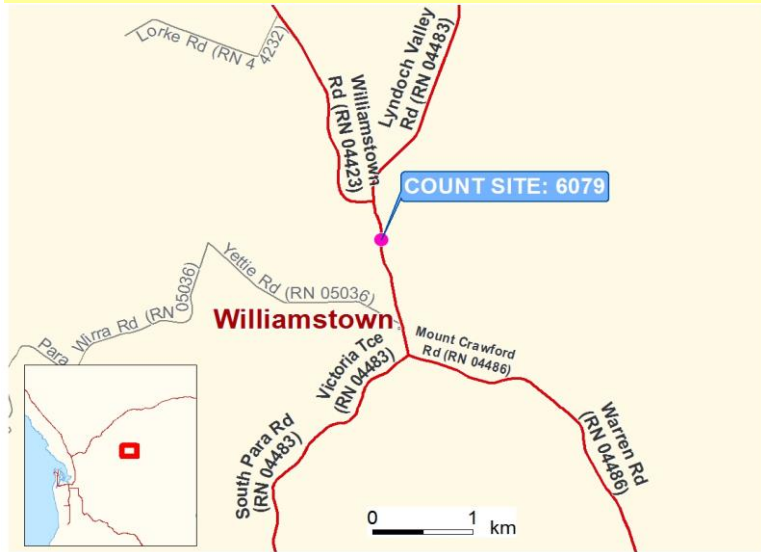 Lorke Rd (RN 4 4232)
Williamstown
Rd (RN 04423)
Lyndoch Valley
Rd (RN 04483)
COUNT SITE: 6079
Yettie Rd (RN 05036)
Wirra Rd (RN 05036)
Para
Williamstown
Mount Crawford
Rd (RN 04486)
Victoria Tce
(RN 04483)
South Para Rd
(RN 04483)
Warren Rd
(RN 04486)
0 1
km